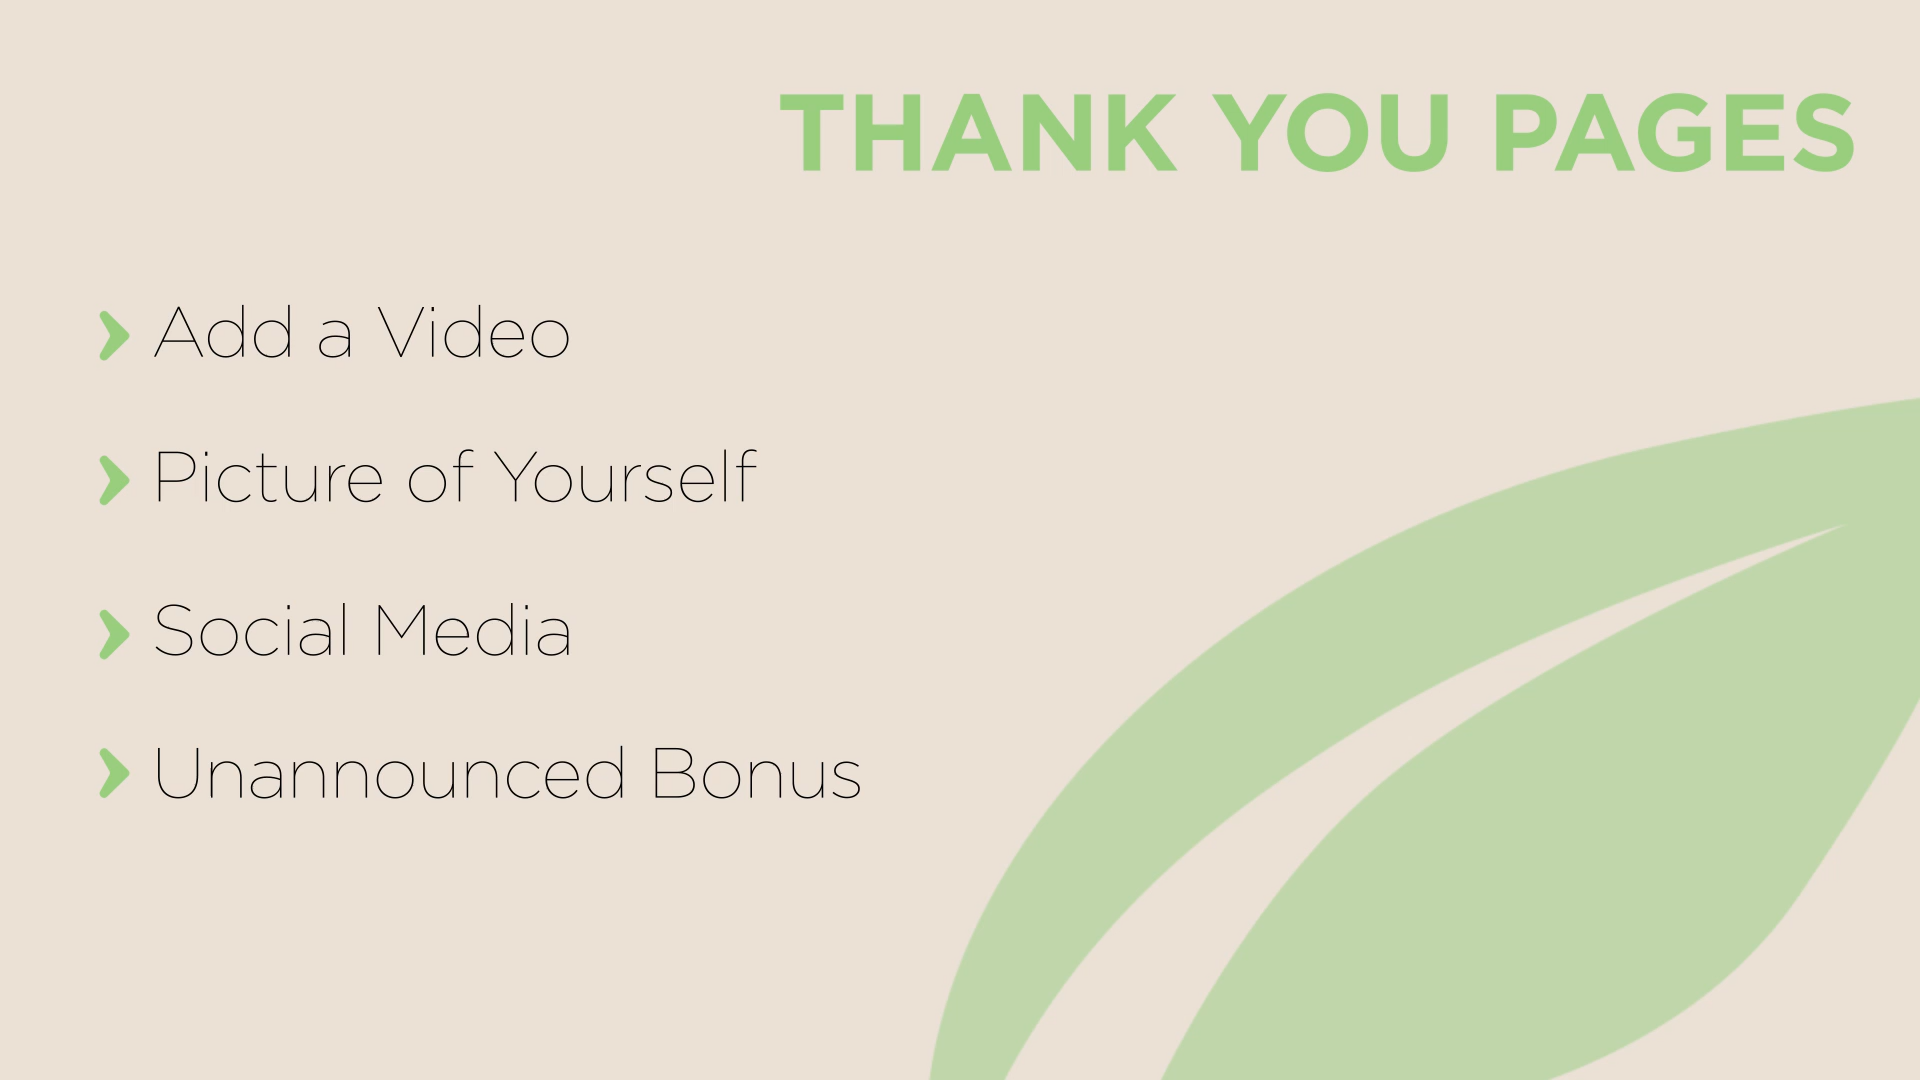 THANK YOU PAGES
Add a Video
Picture of Yourself
Social Media
Unannounced Bonus